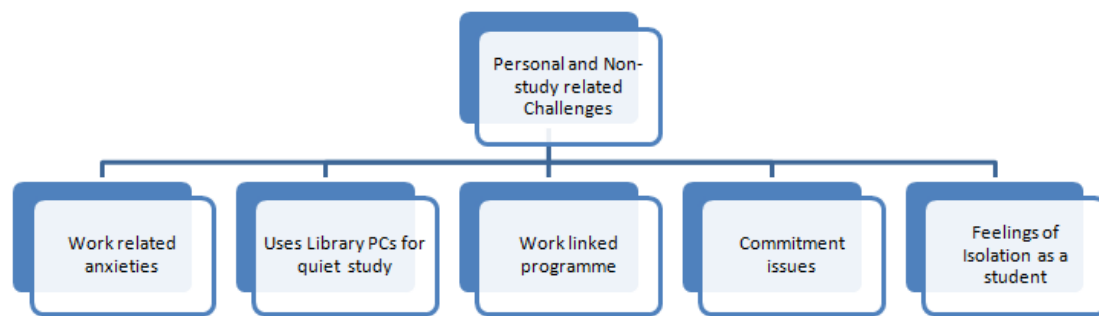 Personal and Non-
study related
Challenges
Work related
anxieties
Uses Library PCs for
quiet study
Work linked
programme
Commitment
issues
Feelings of
Isolation as a
student